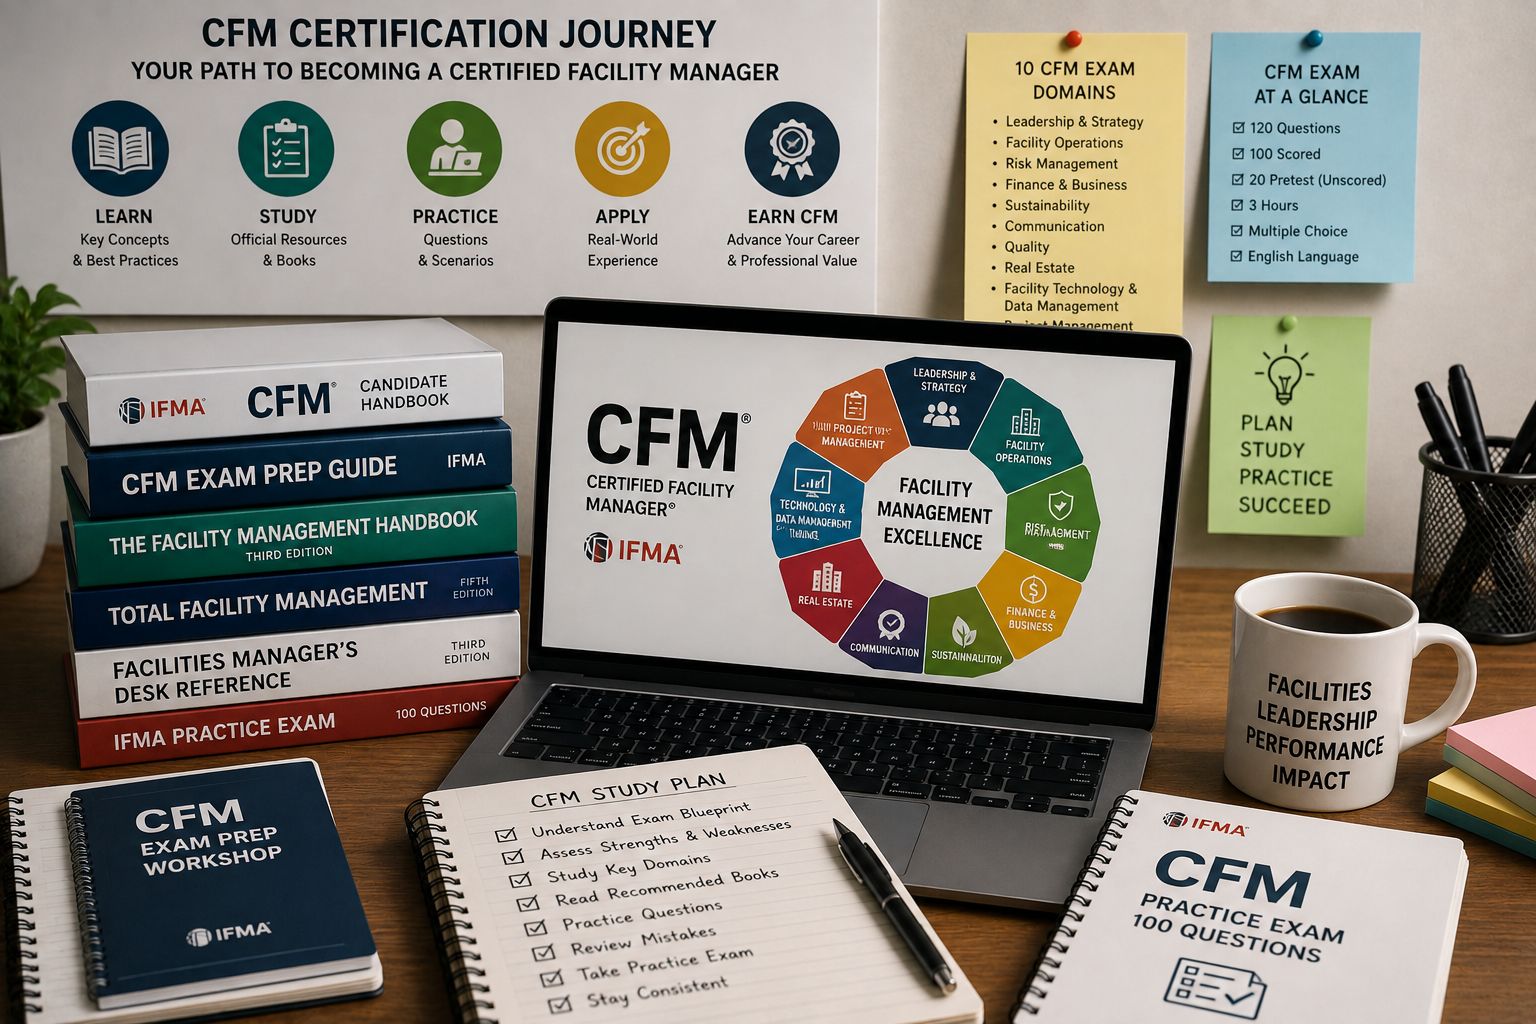 CFM CERTIFICATION JOURNEY
YOUR PATH TO BECOMING A CERTIFIED FACILITY MANAGER
LEARN
Key Concepts
& Best Practices
STUDY
Official Resources
& Books
PRACTICE
Questions
& Scenarios
APPLY
Real-World
Experience
EARN CFM
Advance Your Career
& Professional Value
10 CFM EXAM
DOMAINS
• Leadership & Strategy
• Facility Operations
• Risk Management
• Finance & Business
• Sustainability
• Communication
• Quality
• Real Estate
• Facility Technology &
Data Management
Project Management
CFM EXAM
AT A GLANCE
☑ 120 Questions
☑ 100 Scored
☑ 20 Pretest (Unscored)
☑ 3 Hours
☑ Multiple Choice
☑ English Language
PLAN
STUDY
PRACTICE
SUCCEED
IFMA CFM® CANDIDATE
HANDBOOK
CFM EXAM PREP GUIDE IFMA
THE FACILITY MANAGEMENT HANDBOOK
THIRD EDITION
TOTAL FACILITY MANAGEMENT FIFTH
EDITION
FACILITIES MANAGER'S
DESK REFERENCE
THIRD
EDITION
IFMA PRACTICE EXAM 100 QUESTIONS
CFM®
CERTIFIED FACILITY
MANAGER®
IFMA
FACILITY
MANAGEMENT
EXCELLENCE
LEADERSHIP &
STRATEGY
FACILITY
OPERATIONS
FINANCE &
BUSINESS
COMMUNICATION
REAL ESTATE
TECHNOLOGY &
DATA MANAGEMENT
PROJECT
MANAGEMENT
FACILITIES
LEADERSHIP
PERFORMANCE
IMPACT
CFM
EXAM PREP
WORKSHOP
IFMA
CFM STUDY PLAN
☑ Understand Exam Blueprint
☑ Assess Strengths & Weaknesses
☑ Study Key Domains
☑ Read Recommended Books
☑ Practice Questions
☑ Review Mistakes
☑ Take Practice Exam
☑ Stay Consistent
IFMA
CFM
PRACTICE EXAM
100 QUESTIONS